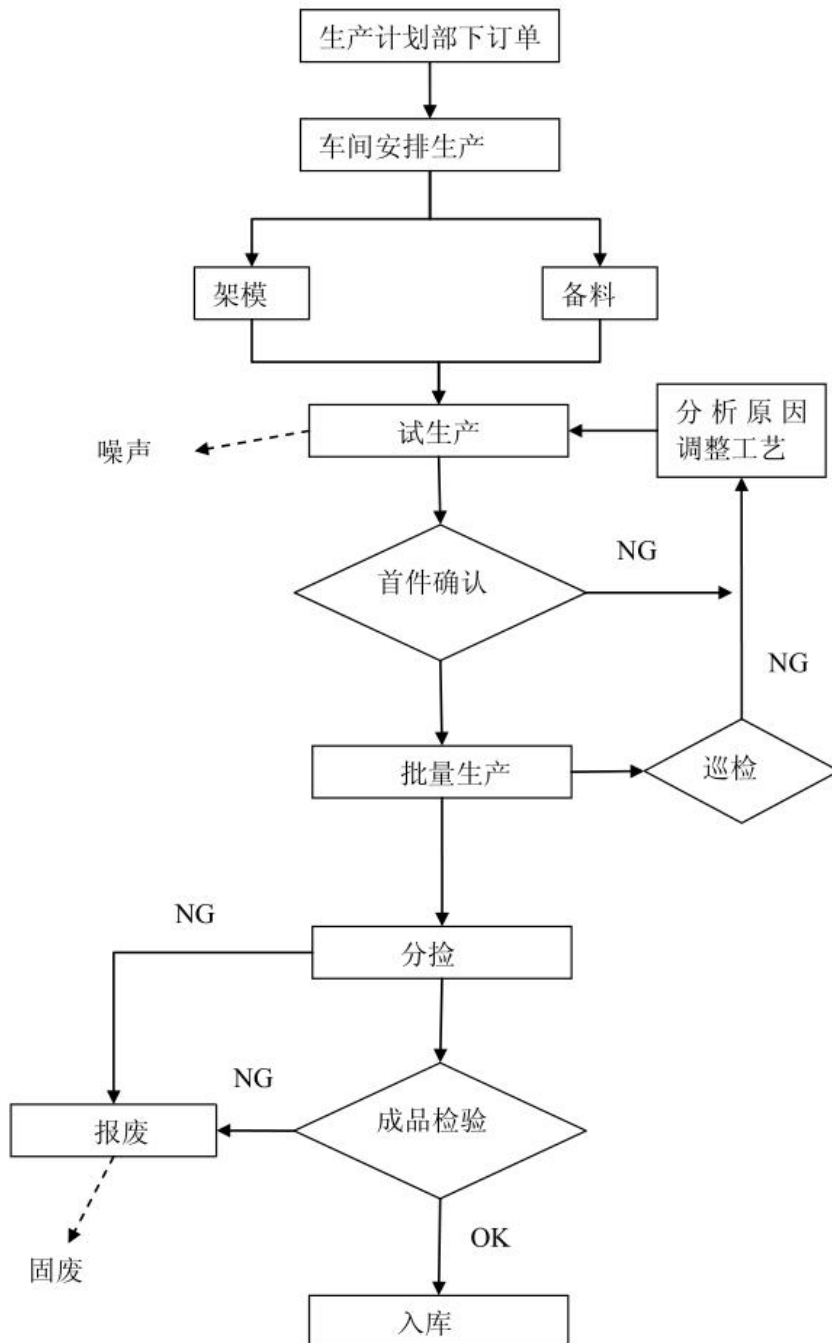 生产计划部下订单
车间安排生产
架模
备料
试生产
分析原因
调整工艺
噪声
首件确认
NG
NG
批量生产
巡检
NG
分捡
NG
报废
成品检验
固废
OK
入库